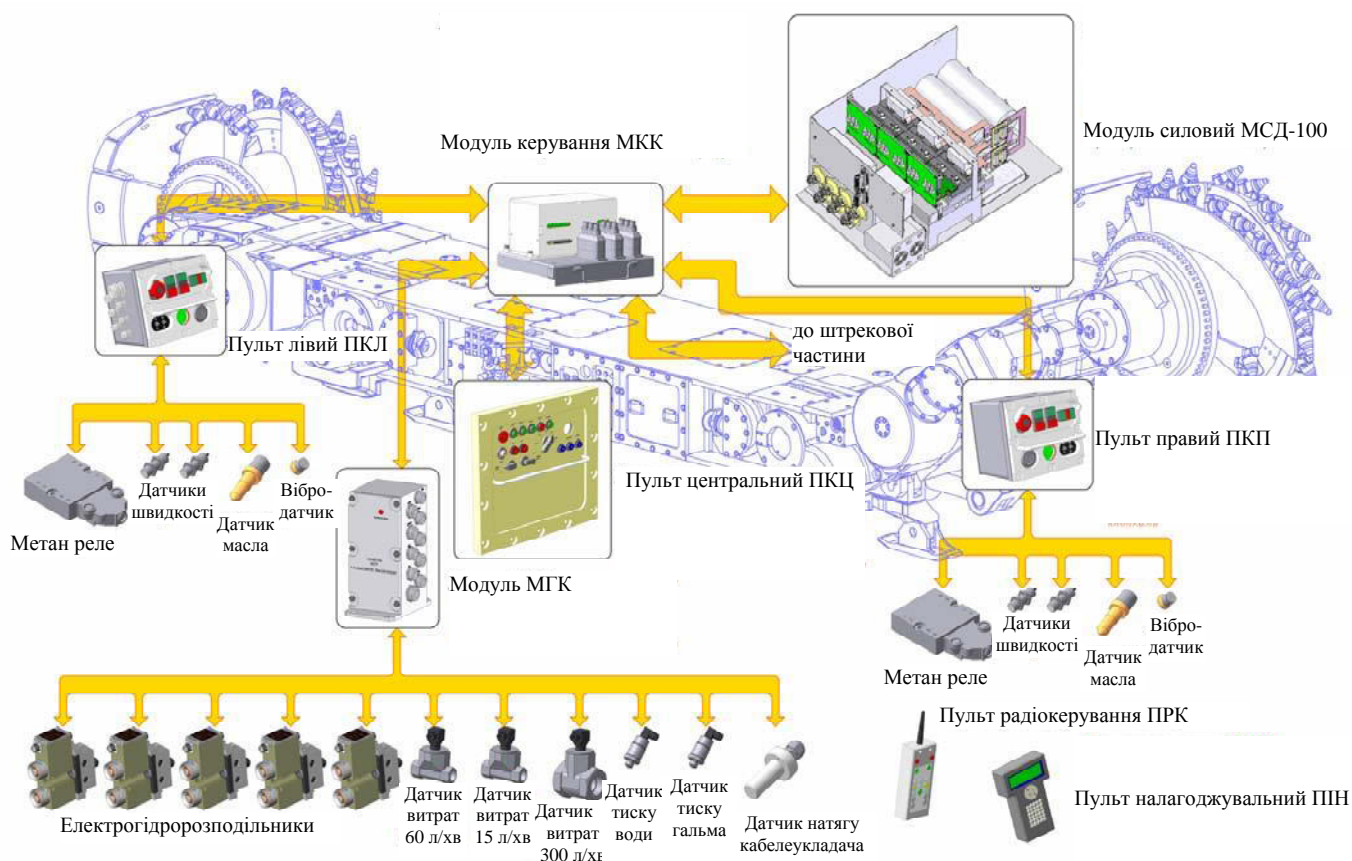 Модуль керування МКК
Модуль силовий МСД-100
Пульт лівий ПКЛ
до штрекової
частини
Пульт правий ПКП
Пульт центральний ПКЦ
Метан реле
Датчики
швидкості
Датчик
масла
Вібро-
датчик
Модуль МГК
Метан реле
Датчики
швидкості
Датчик
масла
Вібро-
датчик
Пульт радіокерування ПРК
Пульт налагоджувальний ПІН
Електрогідророзподільники
Датчик
витрат
60 л/хв
Датчик
витрат
15 л/хв
Датчик
витрат
300 л/хв
Датчик
тиску
води
Датчик
тиску
гальма
Датчик натягу
кабелеукладача